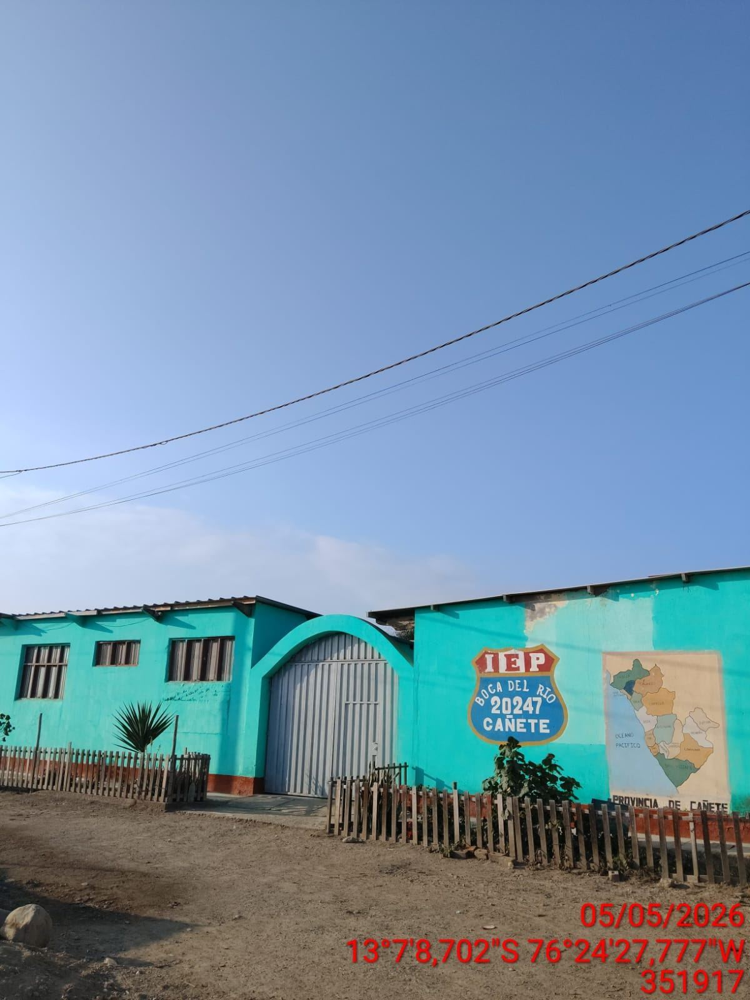 IEP
BOCA DEL RIO
20247
CAÑETE
OCEANO
PACIFICO
PROVINCIA DE CAÑETE
05/05/2026
13°7'8,702"S 76°24'27,777"W
351917